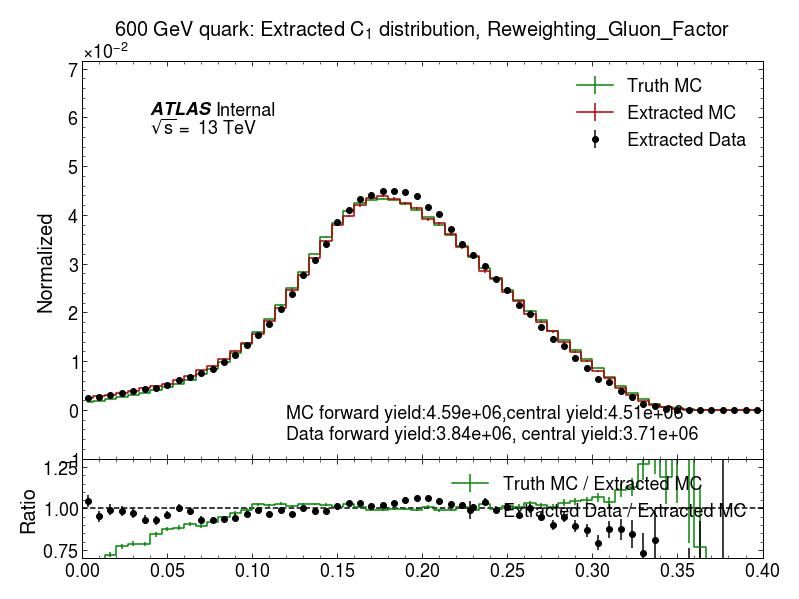 600 GeV quark: Extracted C₁ distribution, Reweighting_Gluon_Factor
×10⁻²
7
6
5
4
3
2
1
0
Normalized
ATLAS Internal
√s = 13 TeV
Truth MC
Extracted MC
Extracted Data
MC forward yield:4.59e+06,central yield:4.51e+06
Data forward yield:3.84e+06, central yield:3.71e+06
1.25
1.00
0.75
Ratio
Truth MC / Extracted MC
Extracted Data / Extracted MC
0.00 0.05 0.10 0.15 0.20 0.25 0.30 0.35 0.40